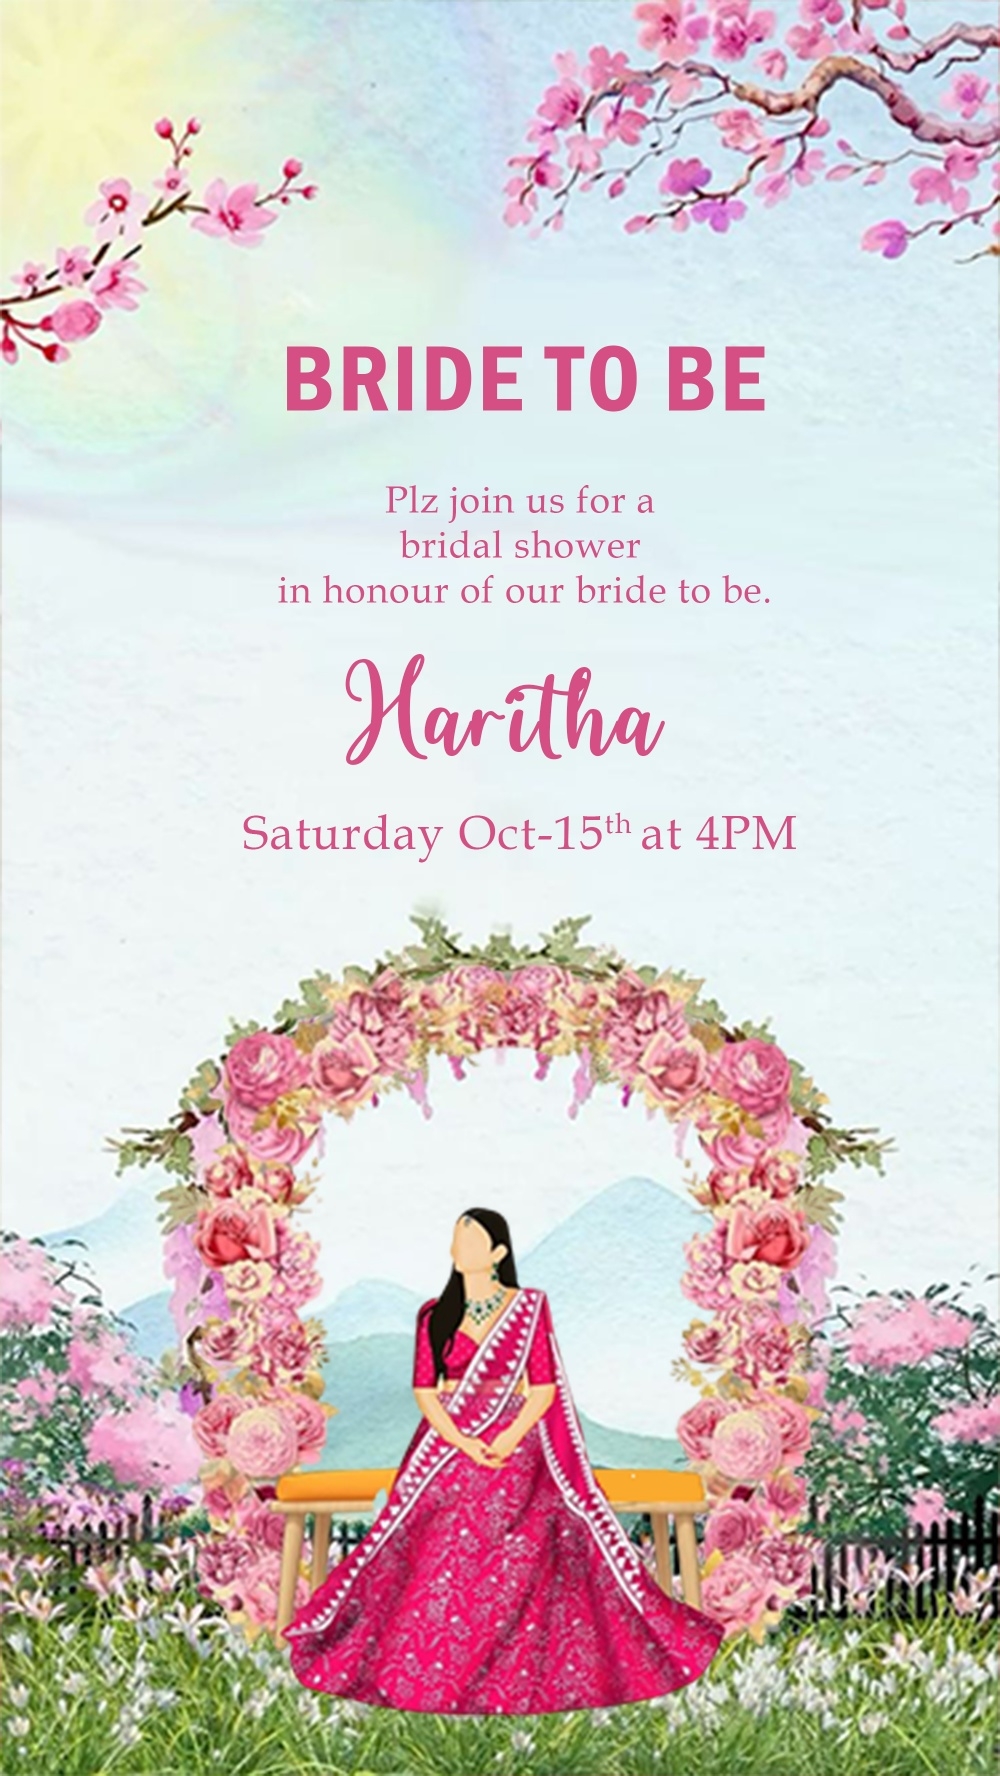 BRIDE TO BE
Plz join us for a
bridal shower
in honour of our bride to be.
Haritha
Saturday Oct-15th at 4PM